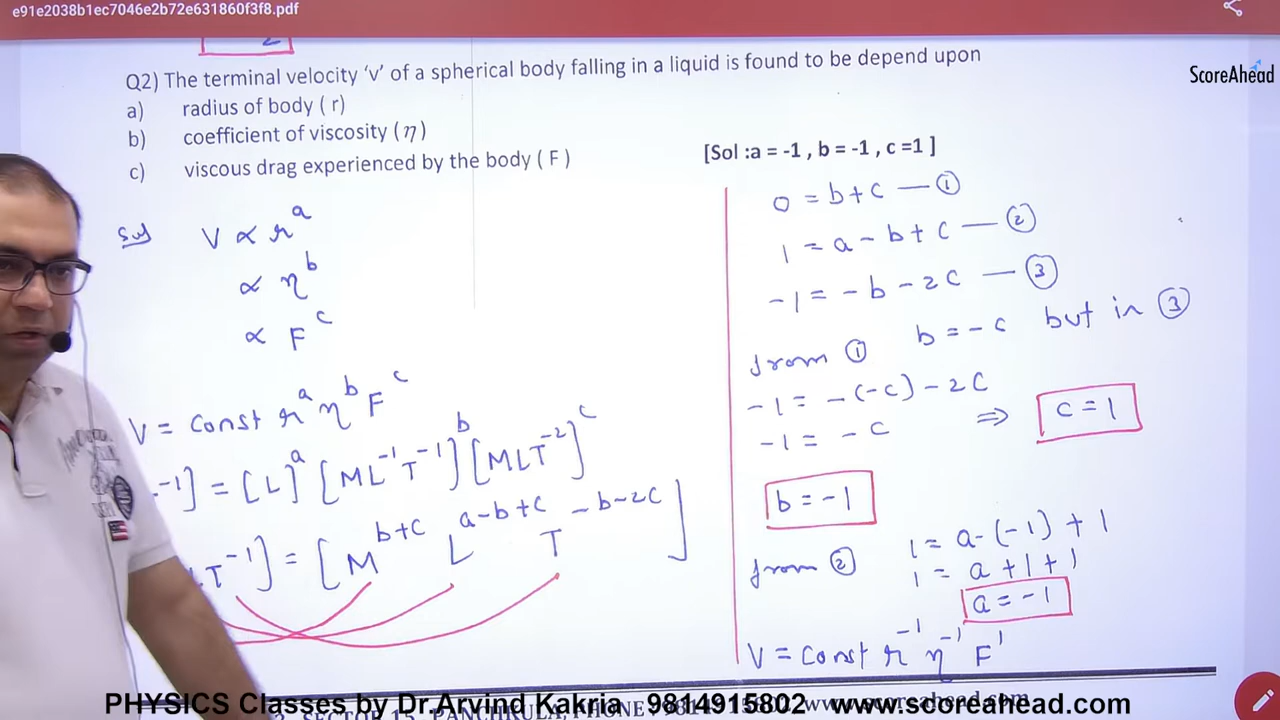 e91e2038b1ec7046e2b72e631860f3f8.pdf
2
ScoreAhead
Q2) The terminal velocity ‘v’ of a spherical body falling in a liquid is found to be depend upon
a) radius of body ( r)
b) coefficient of viscosity ( η )
c) viscous drag experienced by the body ( F )
[Sol :a = -1 , b = -1 , c =1 ]
Sol V ∝ r^a
∝ η^b
∝ F^c
V = Const r^a η^b F^c
-1] = [L]^a [ML^-1 T^-1]^b [MLT^-2]^c
T^-1] = [M^b+c L^a-b+c T^-b-2c]
0 = b+c — ①
1 = a-b+c — ②
-1 = -b-2c — ③
from ① b = -c but in ③
-1 = -(-c)-2c
-1 = -c ⇒ c=1
b = -1
from ② 1 = a-(-1)+1
1 = a+1+1
a = -1
V = Const r^-1 η^-1 F^1
PHYSICS Classes by Dr.Arvind Kakria 9814915802 www.scoreahead.com